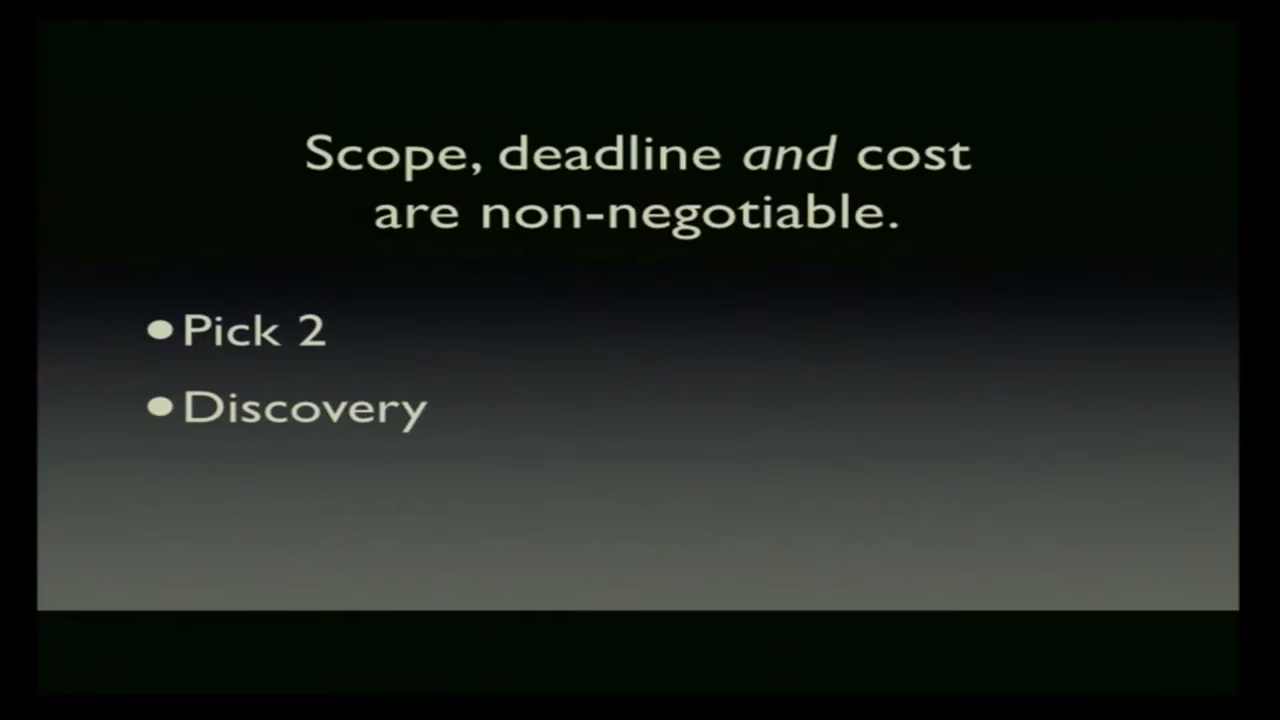 Scope, deadline and cost
are non-negotiable.
•Pick 2
•Discovery